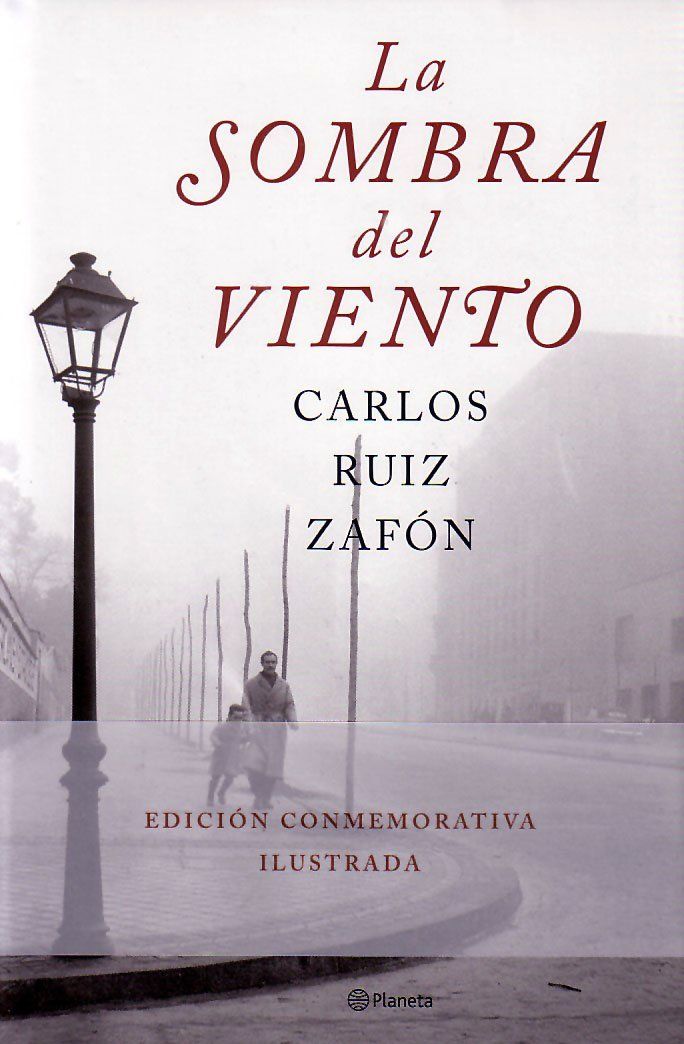 La
SOMBRA
del
VIENTO
CARLOS
RUIZ
ZAFÓN
EDICIÓN CONMEMORATIVA
ILUSTRADA
Planeta